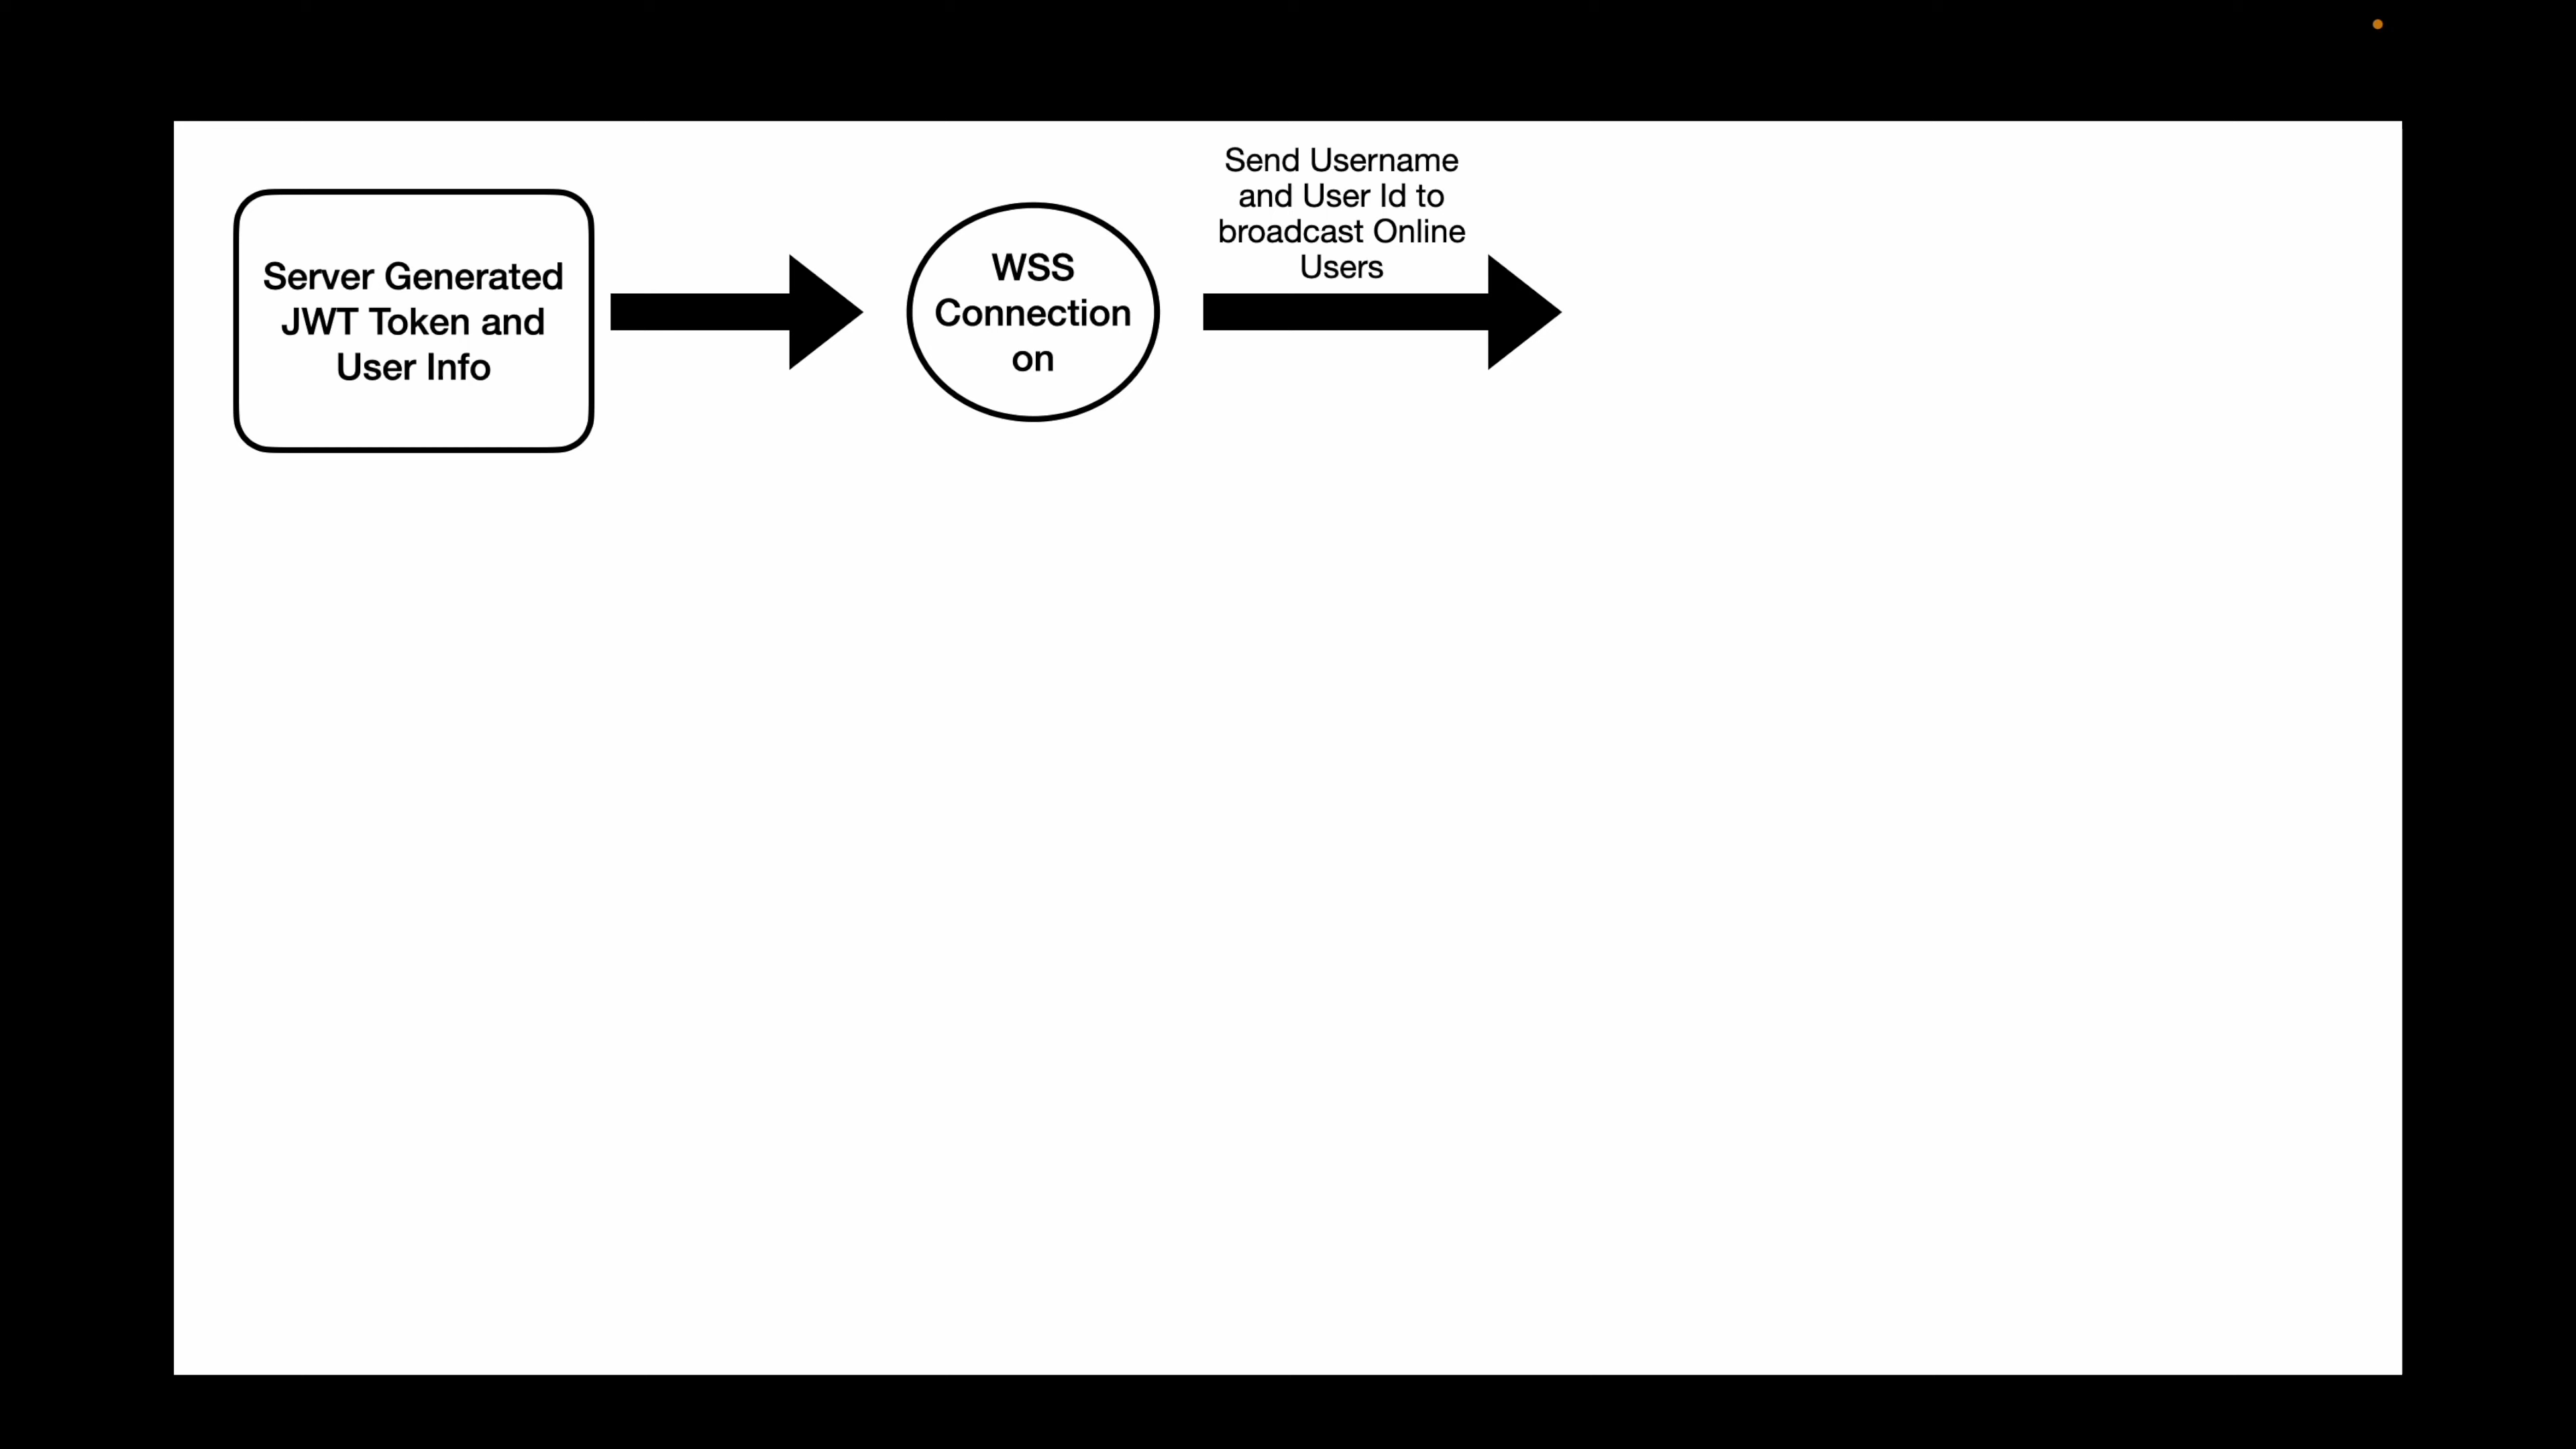 Server Generated
JWT Token and
User Info
WSS
Connection
on
Send Username
and User Id to
broadcast Online
Users